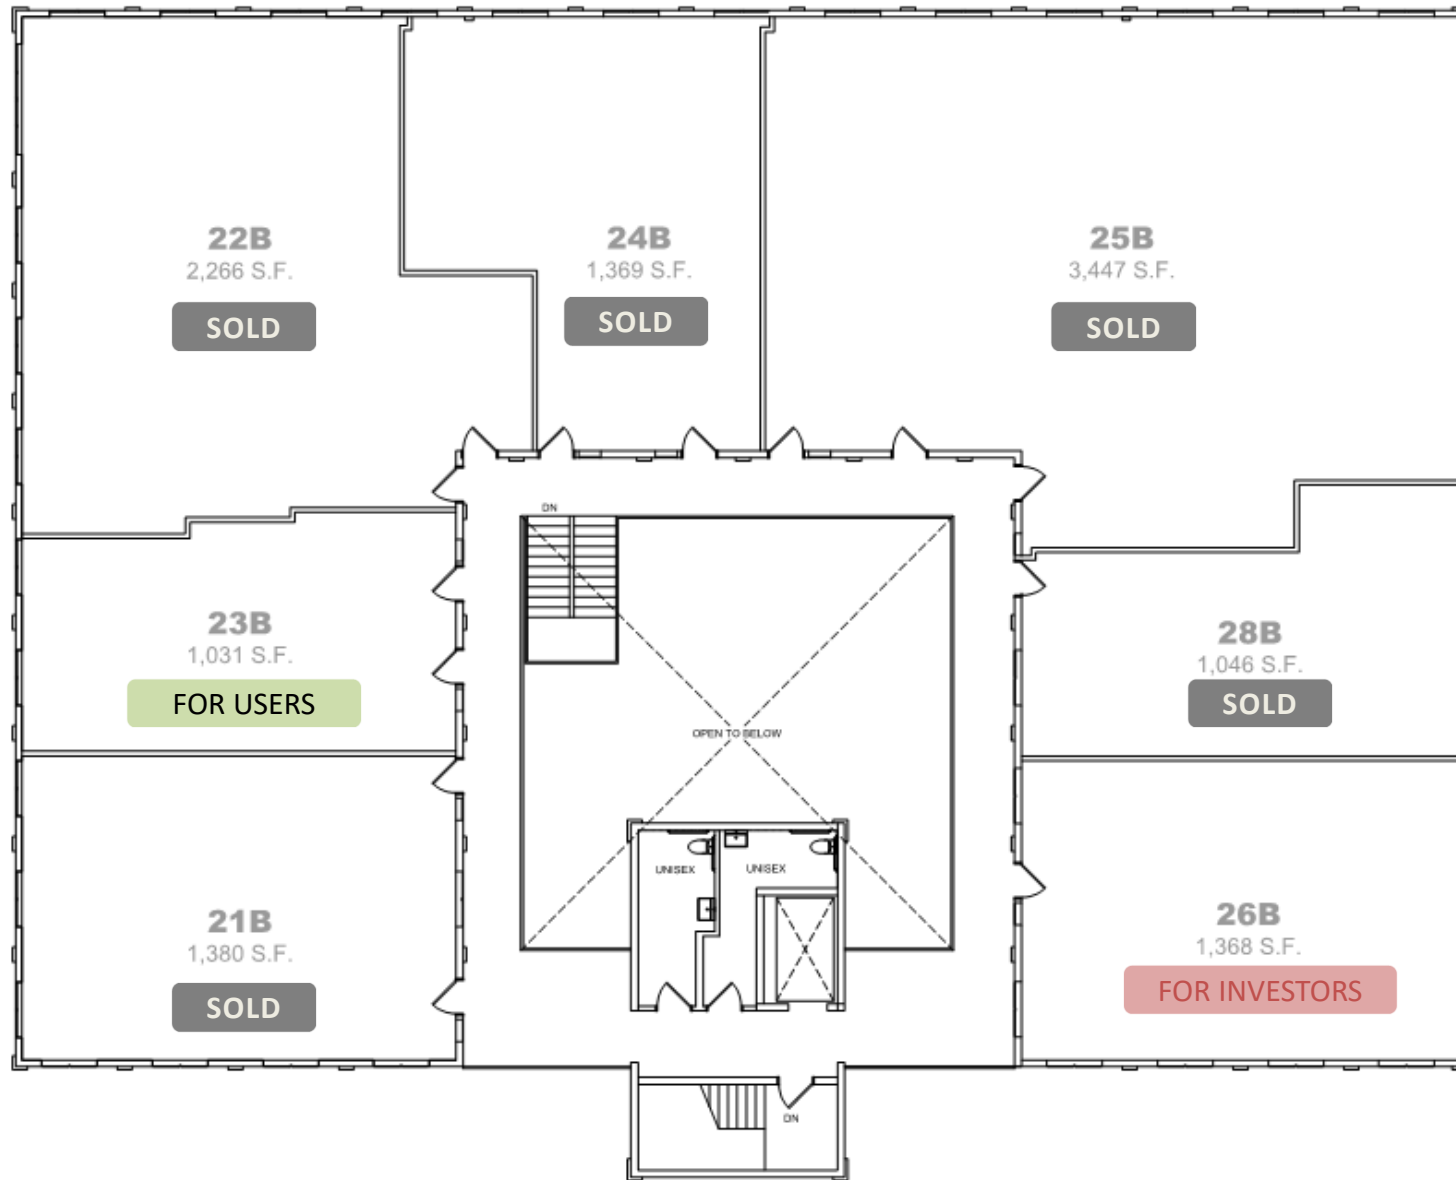 22B
2,266 S.F.
SOLD
24B
1,369 S.F.
SOLD
25B
3,447 S.F.
SOLD
DN
23B
1,031 S.F.
FOR USERS
28B
1,046 S.F.
SOLD
OPEN TO BELOW
UNISEX
UNISEX
21B
1,380 S.F.
SOLD
26B
1,368 S.F.
FOR INVESTORS
DN